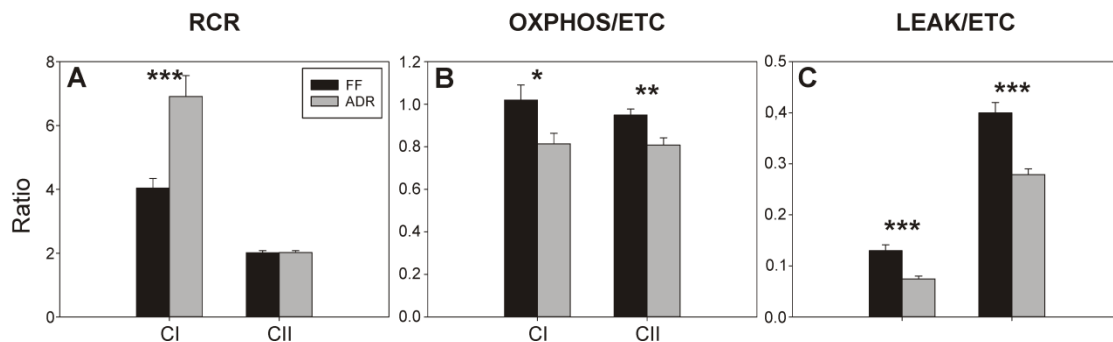 RCR
OXPHOS/ETC
LEAK/ETC
Ratio
A
***
FF
ADR
8
6
4
2
0
CI
CII
B
*
**
1.2
1.0
0.8
0.6
0.4
0.2
0.0
CI
CII
C
***
***
0.5
0.4
0.3
0.2
0.1
0.0